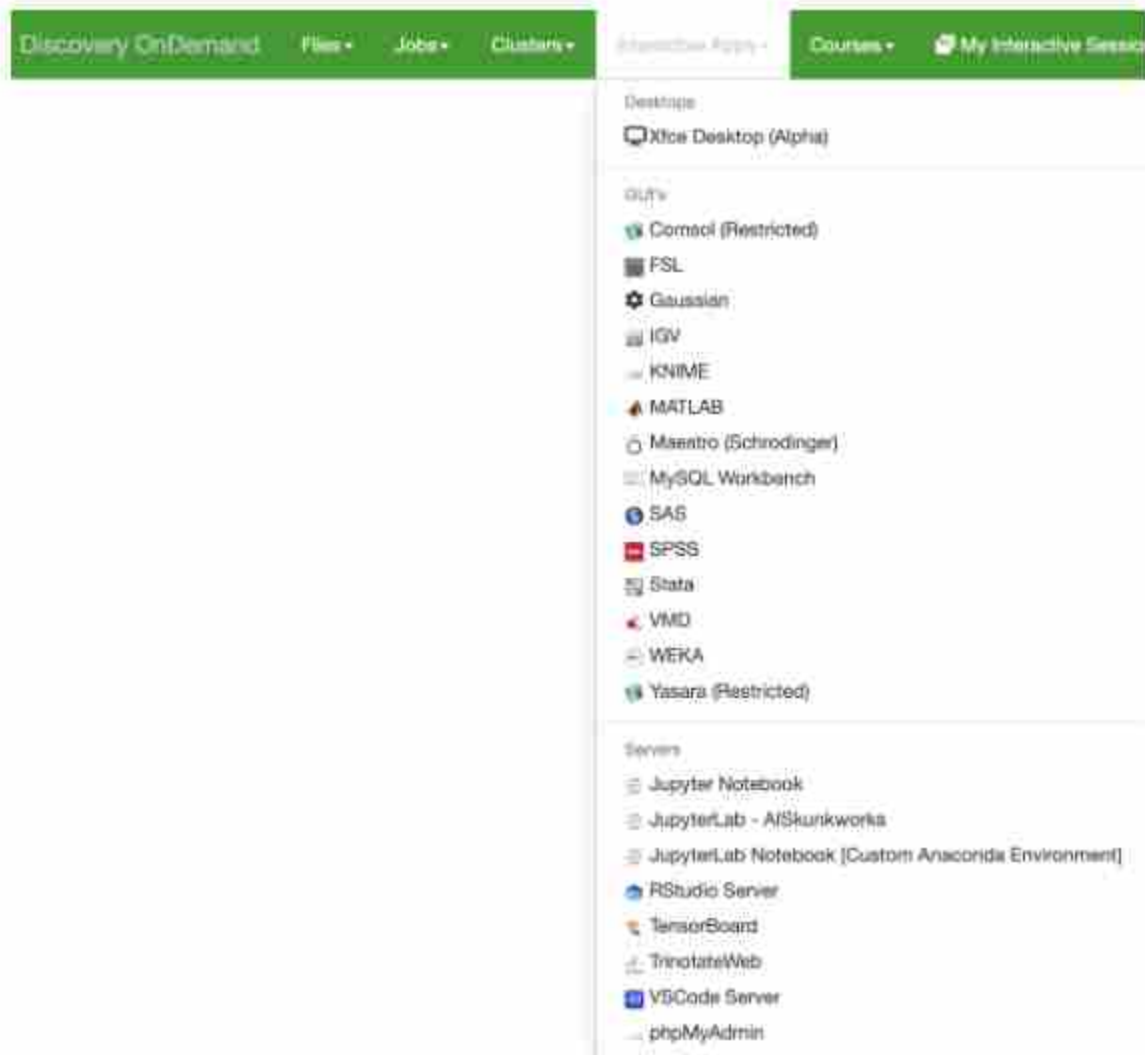 Discovery OnDemand Files Jobs Clusters Interactive Apps Courses My Interactive Sessio
Desktops
Xfce Desktop (Alpha)
GUI's
Comsol (Restricted)
FSL
Gaussian
IGV
KNIME
MATLAB
Maestro (Schrodinger)
MySQL Workbench
SAS
SPSS
Stata
VMD
WEKA
Yasara (Restricted)
Servers
Jupyter Notebook
JupyterLab - AISkunkworks
JupyterLab Notebook [Custom Anaconda Environment]
RStudio Server
TensorBoard
TrinotateWeb
VSCode Server
phpMyAdmin